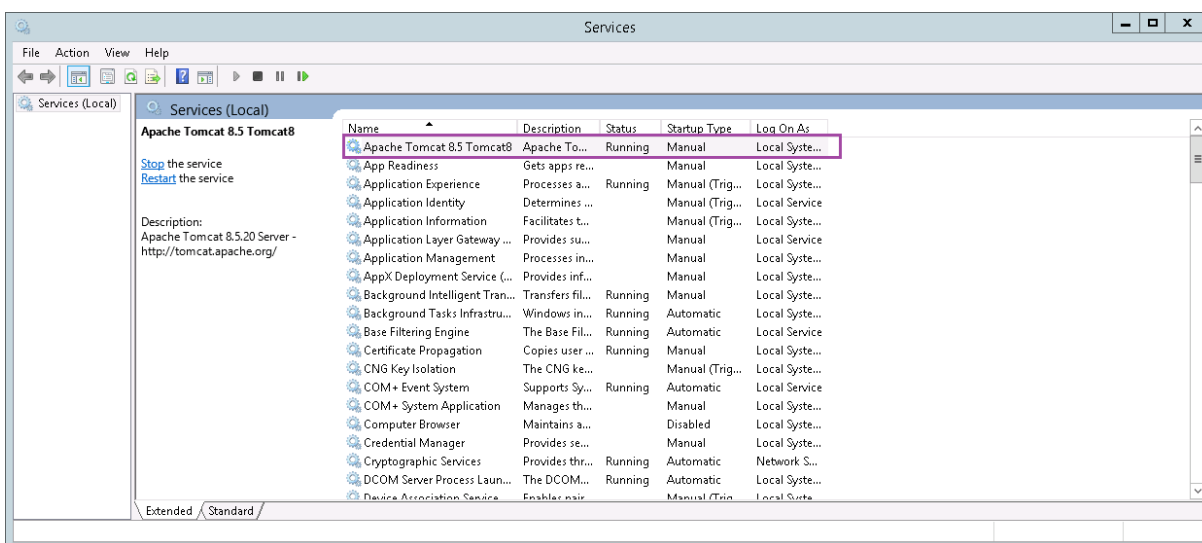 Services
File Action View Help
Services (Local)
Services (Local)
Apache Tomcat 8.5 Tomcat8
Stop the service
Restart the service
Description:
Apache Tomcat 8.5.20 Server -
http://tomcat.apache.org/
Name Description Status Startup Type Log On As
Apache Tomcat 8.5 Tomcat8 Apache To... Running Manual Local Syste...
App Readiness Gets apps re... Manual Local Syste...
Application Experience Processes a... Running Manual (Trig... Local Syste...
Application Identity Determines ... Manual (Trig... Local Service
Application Information Facilitates t... Manual (Trig... Local Syste...
Application Layer Gateway ... Provides su... Manual Local Service
Application Management Processes in... Manual Local Syste...
AppX Deployment Service (... Provides inf... Manual Local Syste...
Background Intelligent Tran... Transfers fil... Running Manual Local Syste...
Background Tasks Infrastru... Windows in... Running Automatic Local Syste...
Base Filtering Engine The Base Fil... Running Automatic Local Service
Certificate Propagation Copies user ... Running Manual Local Syste...
CNG Key Isolation The CNG ke... Manual (Trig... Local Syste...
COM+ Event System Supports Sy... Running Automatic Local Service
COM+ System Application Manages th... Manual Local Syste...
Computer Browser Maintains a... Disabled Local Syste...
Credential Manager Provides se... Manual Local Syste...
Cryptographic Services Provides thr... Running Automatic Network S...
DCOM Server Process Laun... The DCOM... Running Automatic Local Syste...
Device Association Service Enables pair... Manual (Trig... Local Syste...
Extended Standard